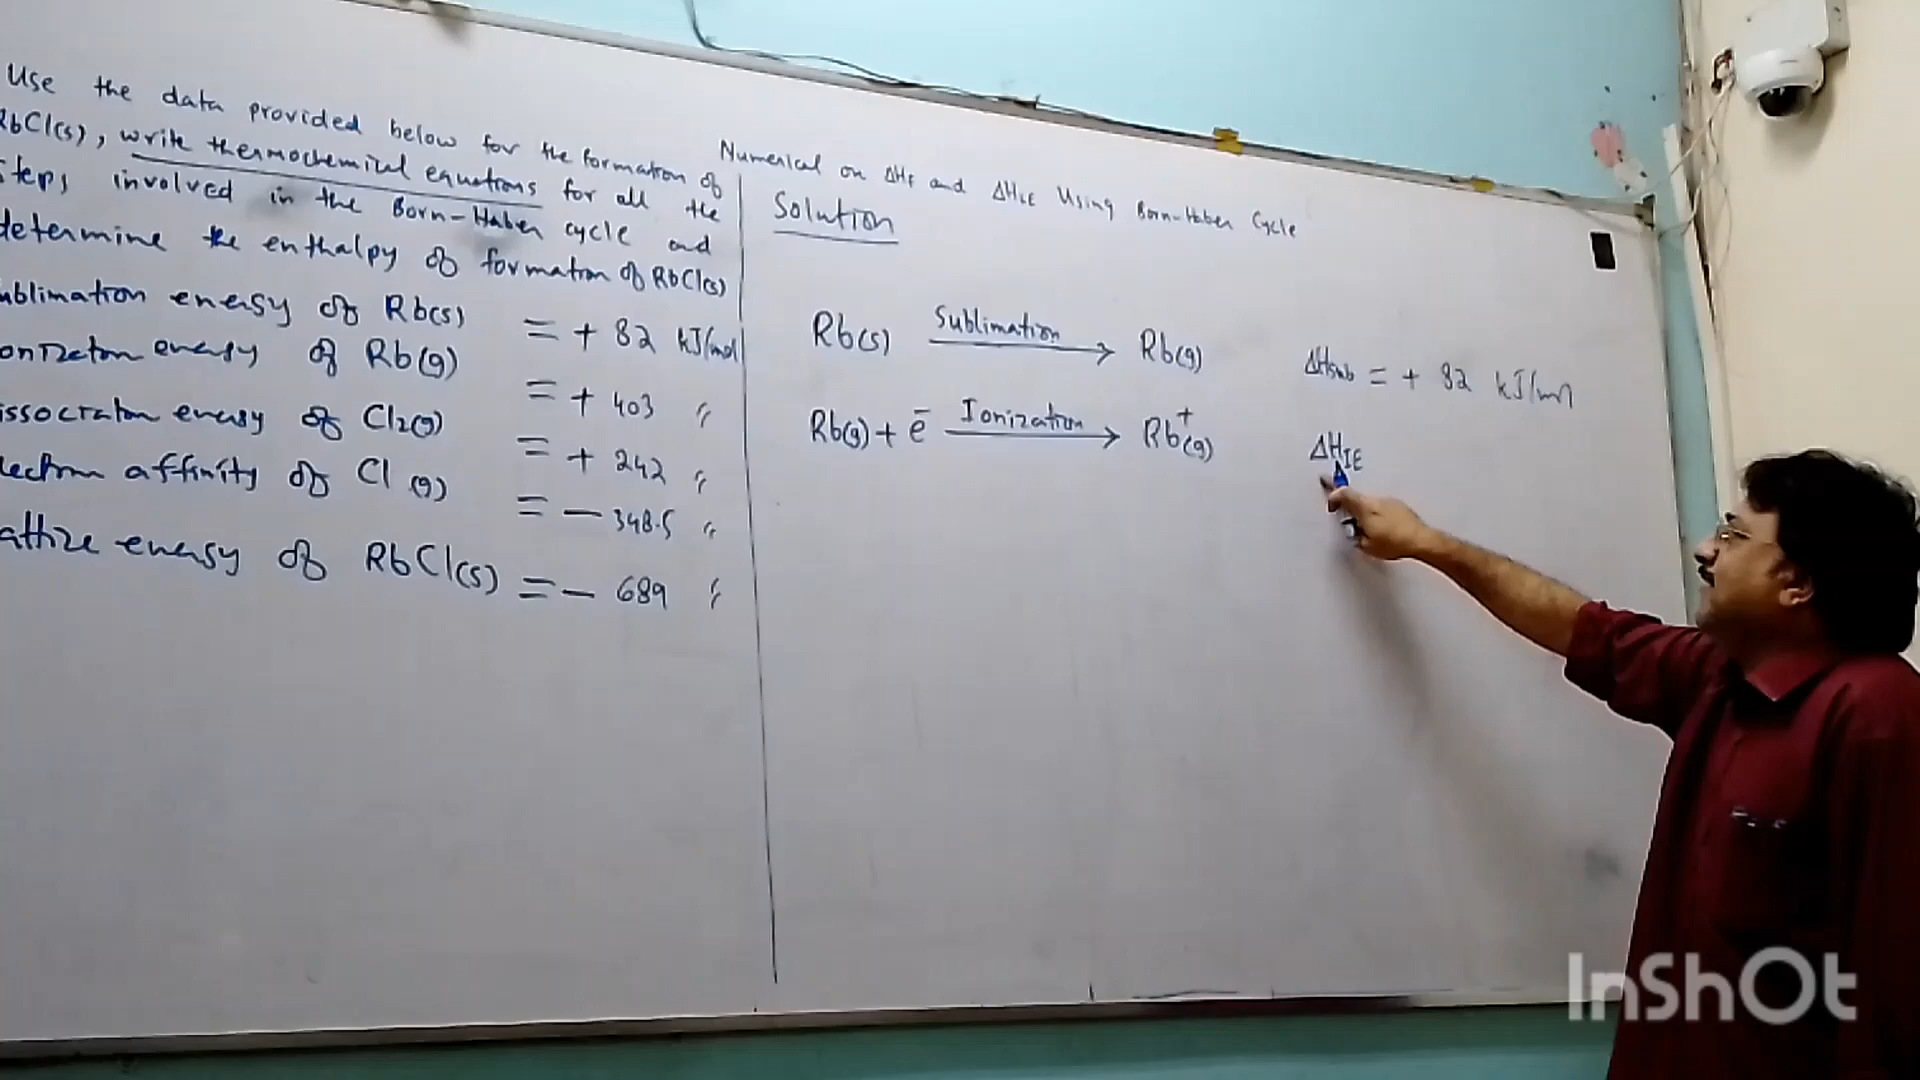 Use the data provided below for the formation of
RbCl(s), write thermochemical equations for all the
steps involved in the Born-Haber cycle and
determine the enthalpy of formation of RbCl(s)
ublimation energy of Rb(s) = + 82 kJ/mol
onization energy of Rb(g) = + 403 "
issociation energy of Cl2(g) = + 242 "
lectron affinity of Cl (g) = - 348.5 "
attice energy of RbCl(s) = - 689 "
Numerical on ΔHf and ΔHLE Using Born-Haber Cycle
Solution
Rb(s) Sublimation → Rb(g) ΔHsub = + 82 kJ/mol
Rb(g) + e⁻ Ionization → Rb⁺(g) ΔHIE
InShOt